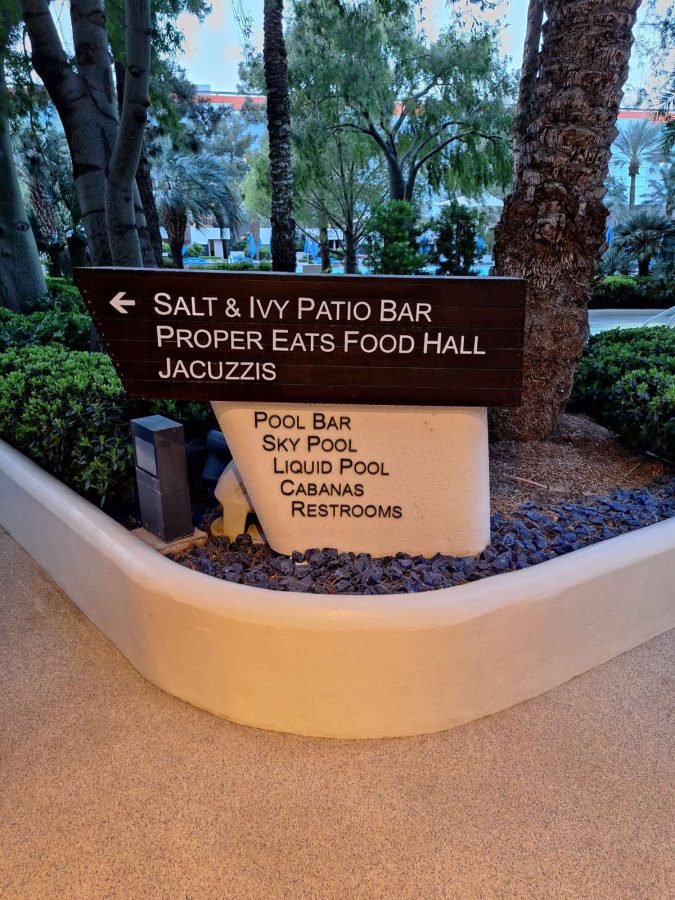 ← SALT & IVY PATIO BAR
PROPER EATS FOOD HALL
JACUZZIS
POOL BAR
SKY POOL
LIQUID POOL
CABANAS
RESTROOMS